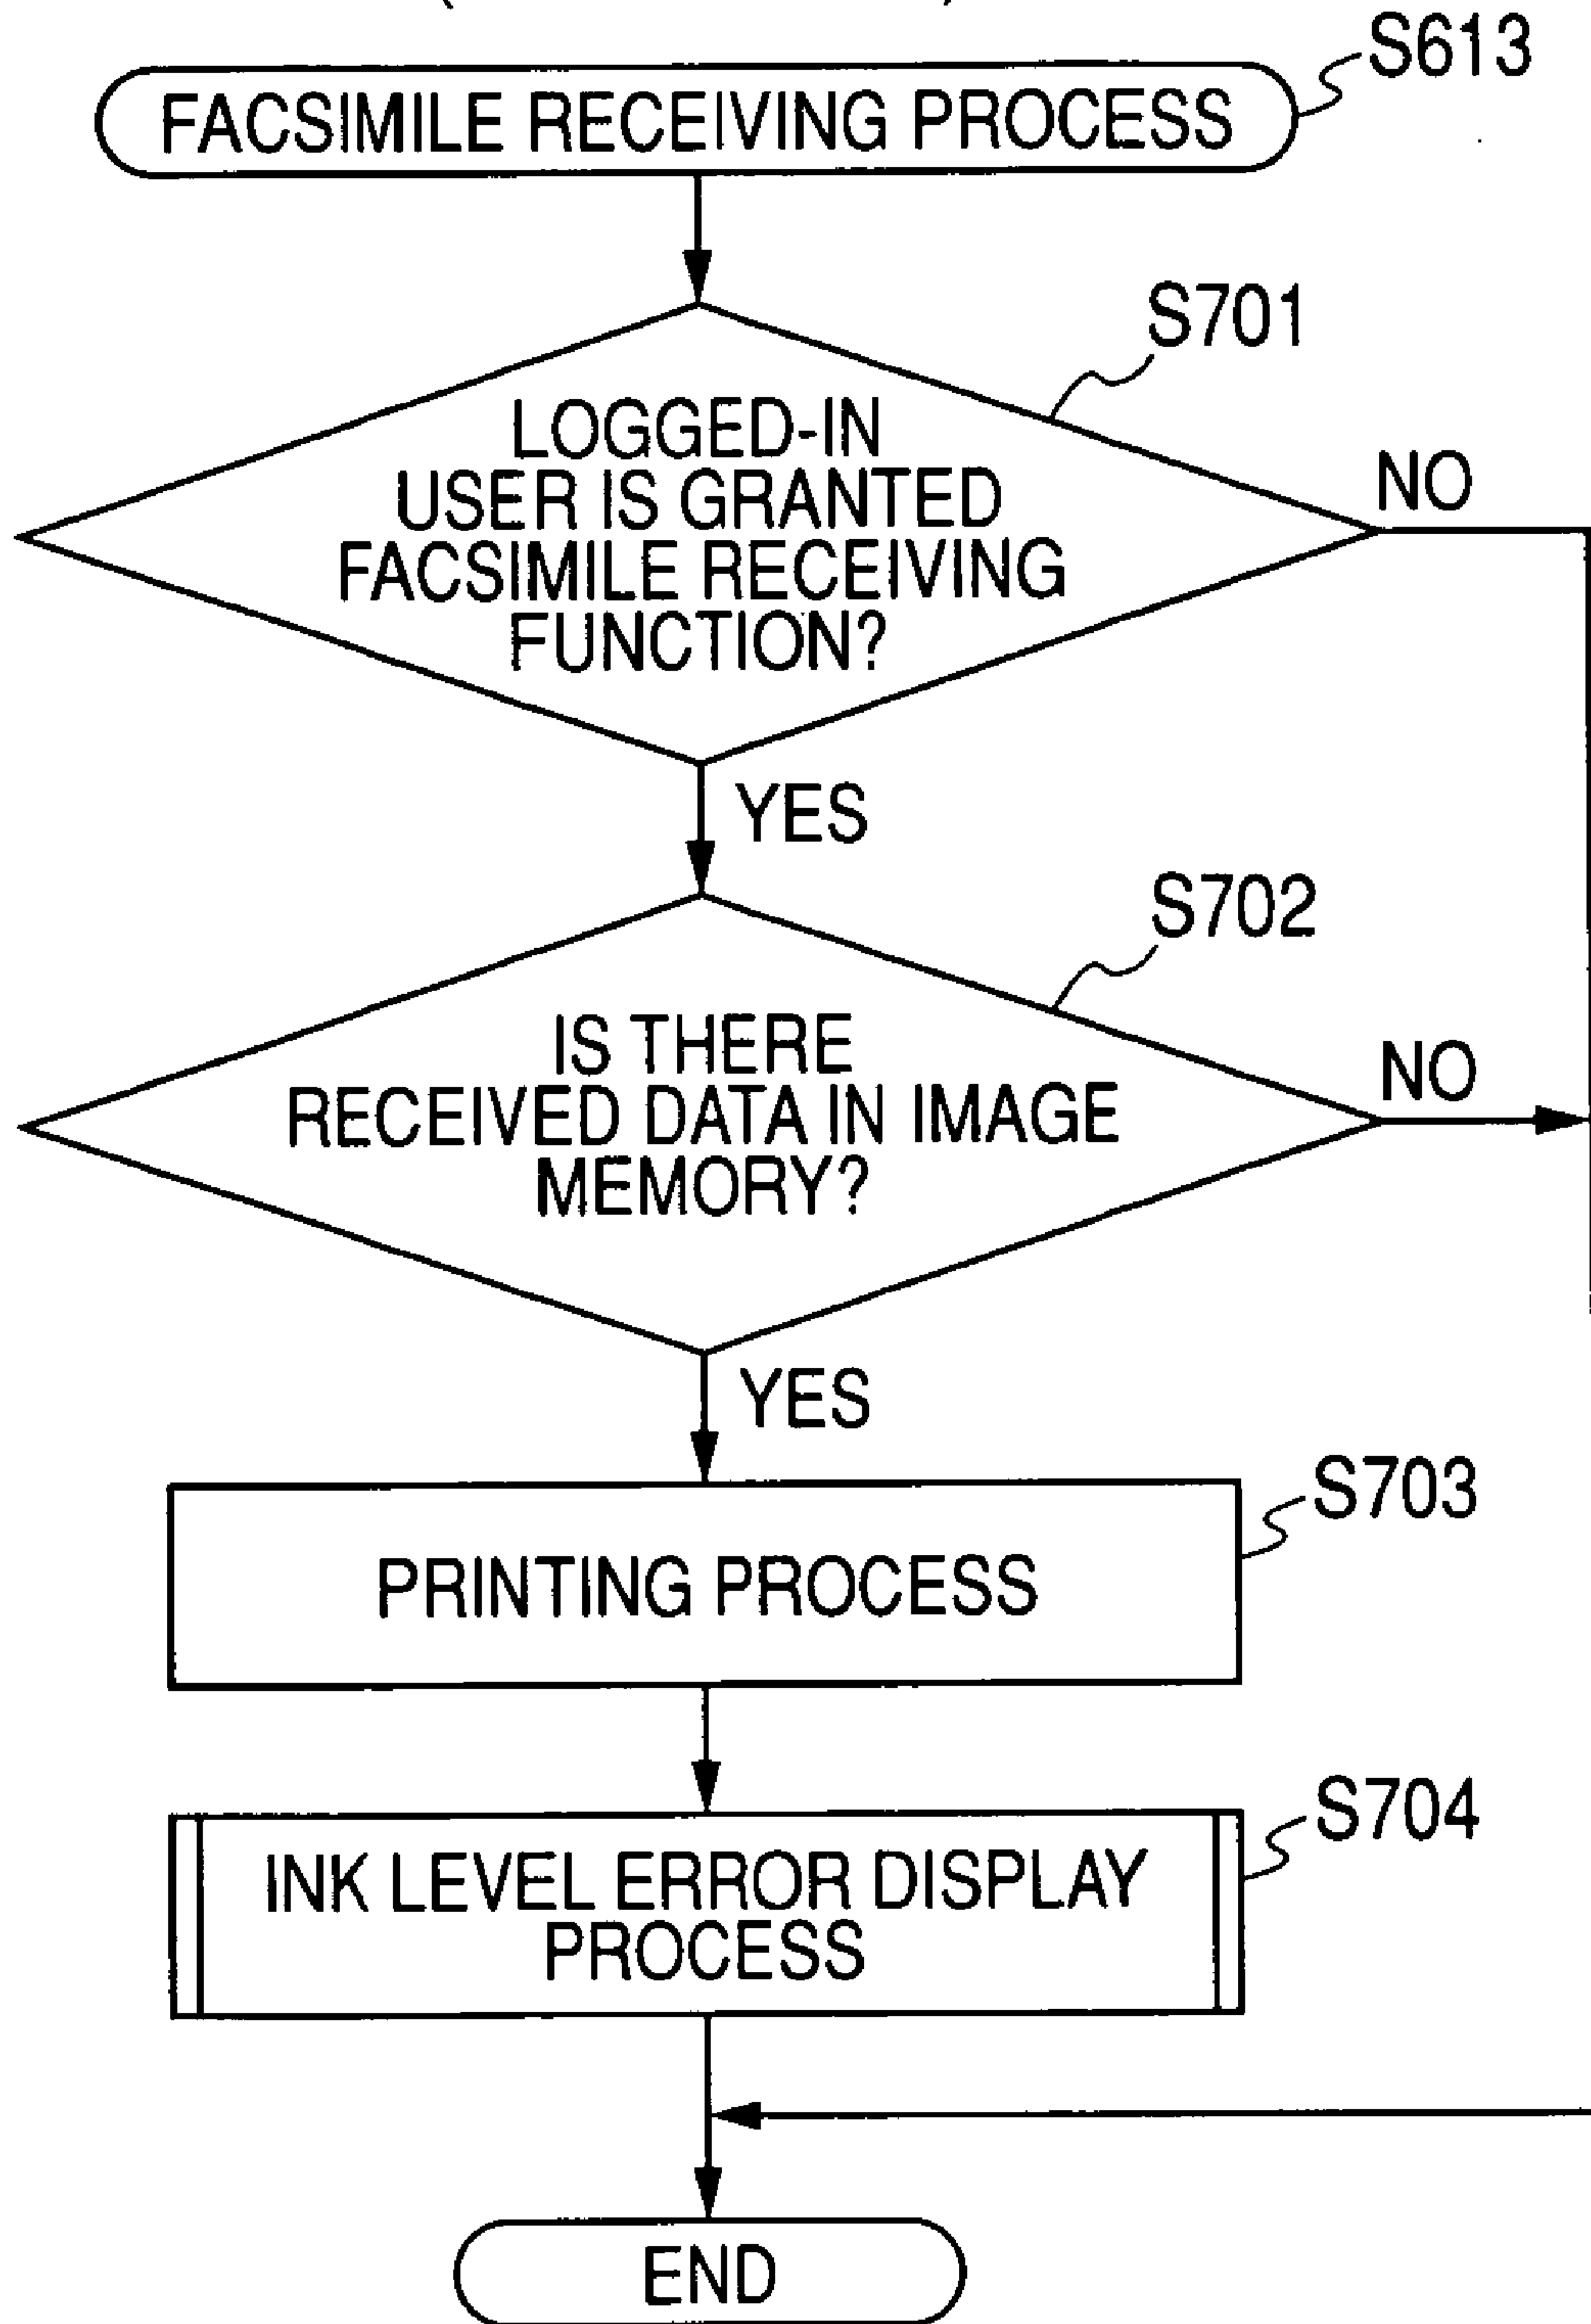 S613
FACSIMILE RECEIVING PROCESS
S701
LOGGED-IN
USER IS GRANTED
FACSIMILE RECEIVING
FUNCTION?
NO
YES
S702
IS THERE
RECEIVED DATA IN IMAGE
MEMORY?
NO
YES
S703
PRINTING PROCESS
S704
INK LEVEL ERROR DISPLAY
PROCESS
END